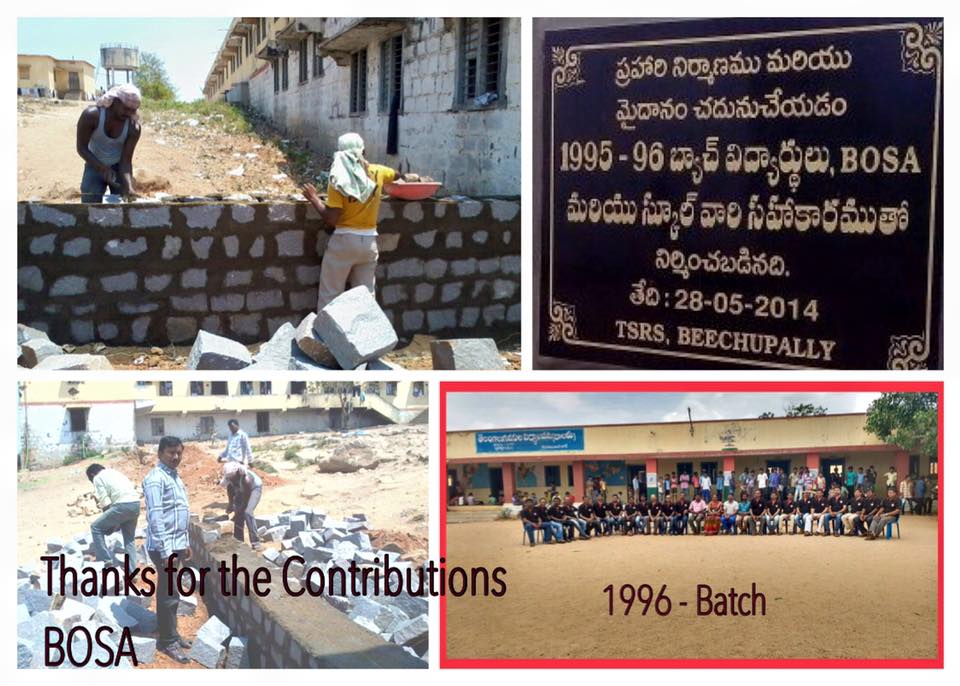 ప్రహారి నిర్మాణము మరియు
మైదానం చదునుచేయడం
1995 - 96 బ్యాచ్ విద్యార్థులు, BOSA
మరియు స్కూల్ వారి సహకారముతో
నిర్మించబడినది.
తేది : 28-05-2014
TSRS. BEECHUPALLY
Thanks for the Contributions
BOSA
1996 - Batch